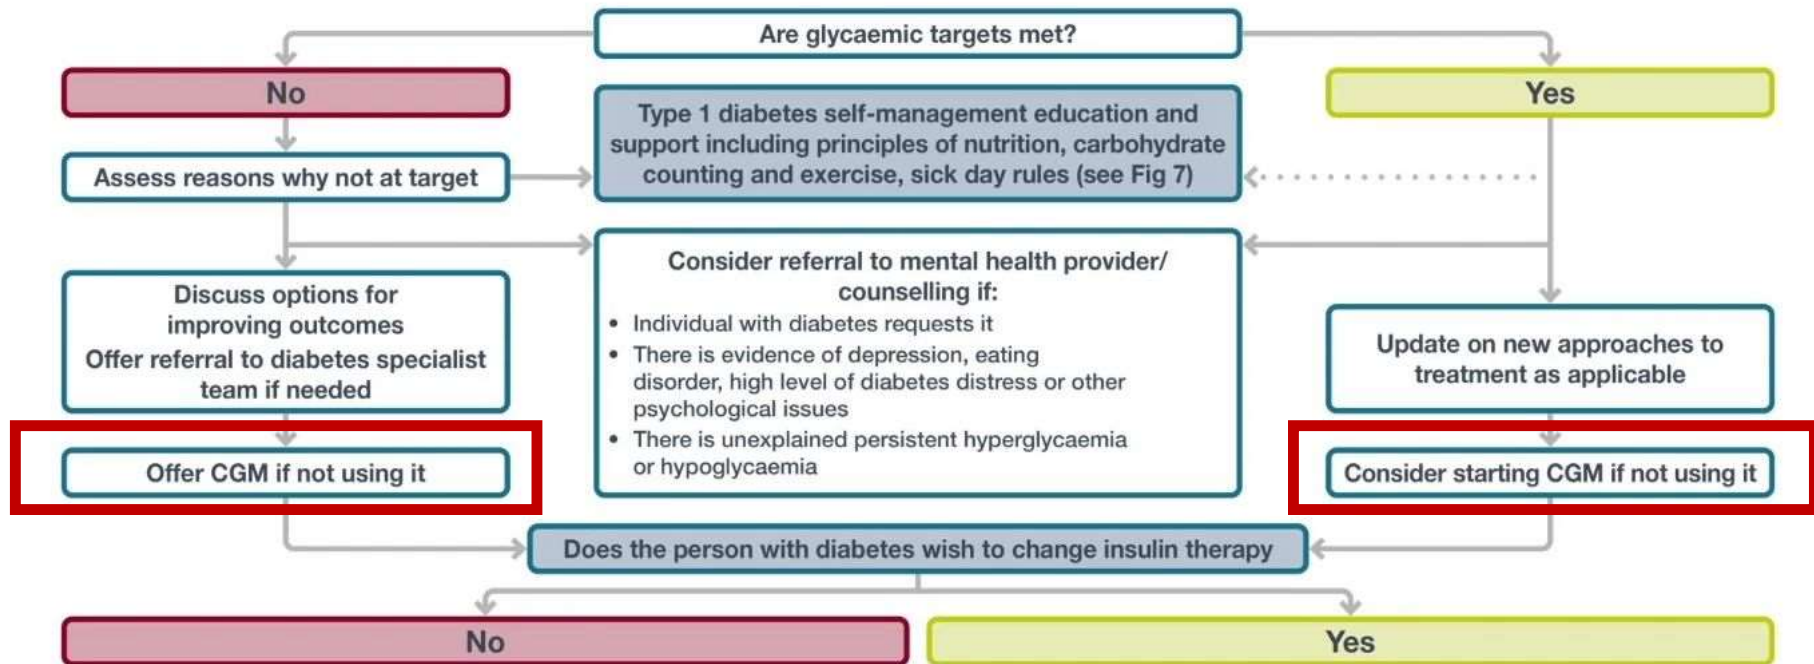 Are glycaemic targets met?
No
Yes
Type 1 diabetes self-management education and
support including principles of nutrition, carbohydrate
counting and exercise, sick day rules (see Fig 7)
Assess reasons why not at target
Consider referral to mental health provider/
counselling if:
• Individual with diabetes requests it
• There is evidence of depression, eating
disorder, high level of diabetes distress or other
psychological issues
• There is unexplained persistent hyperglycaemia
or hypoglycaemia
Discuss options for
improving outcomes
Offer referral to diabetes specialist
team if needed
Update on new approaches to
treatment as applicable
Offer CGM if not using it
Consider starting CGM if not using it
Does the person with diabetes wish to change insulin therapy
No
Yes